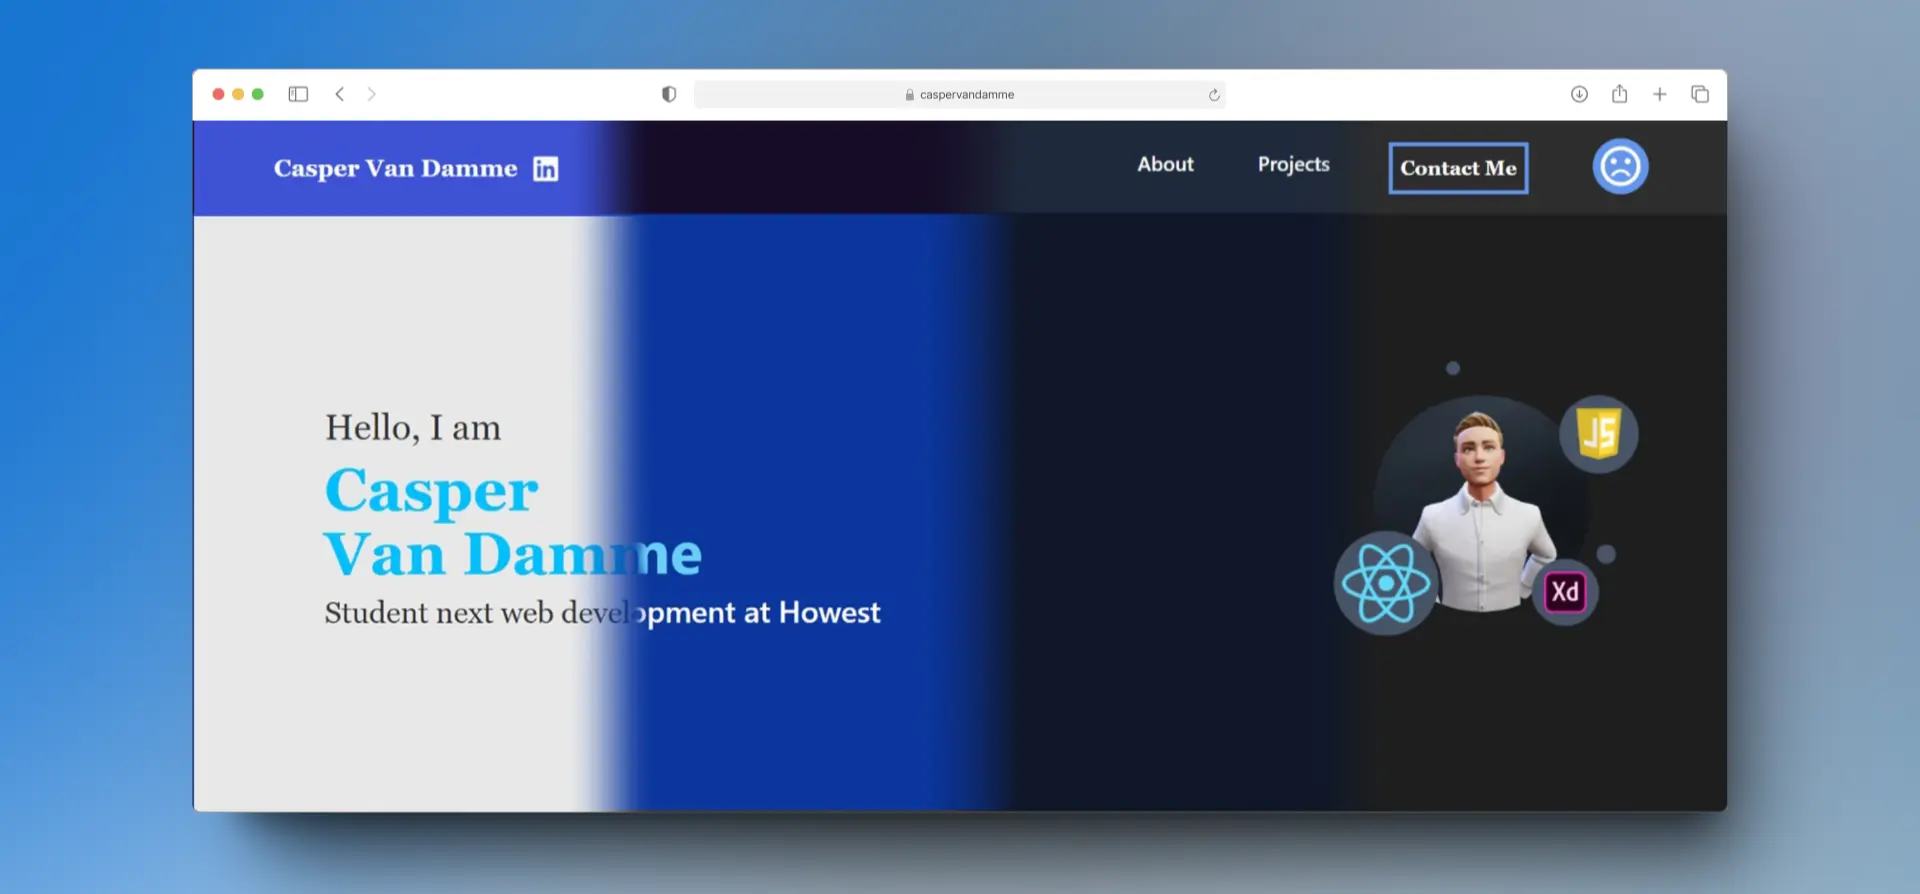 caspervandamme
Casper Van Damme in
About
Projects
Contact Me
Hello, I am
Casper
Van Damme
Student next web development at Howest
JS
Xd